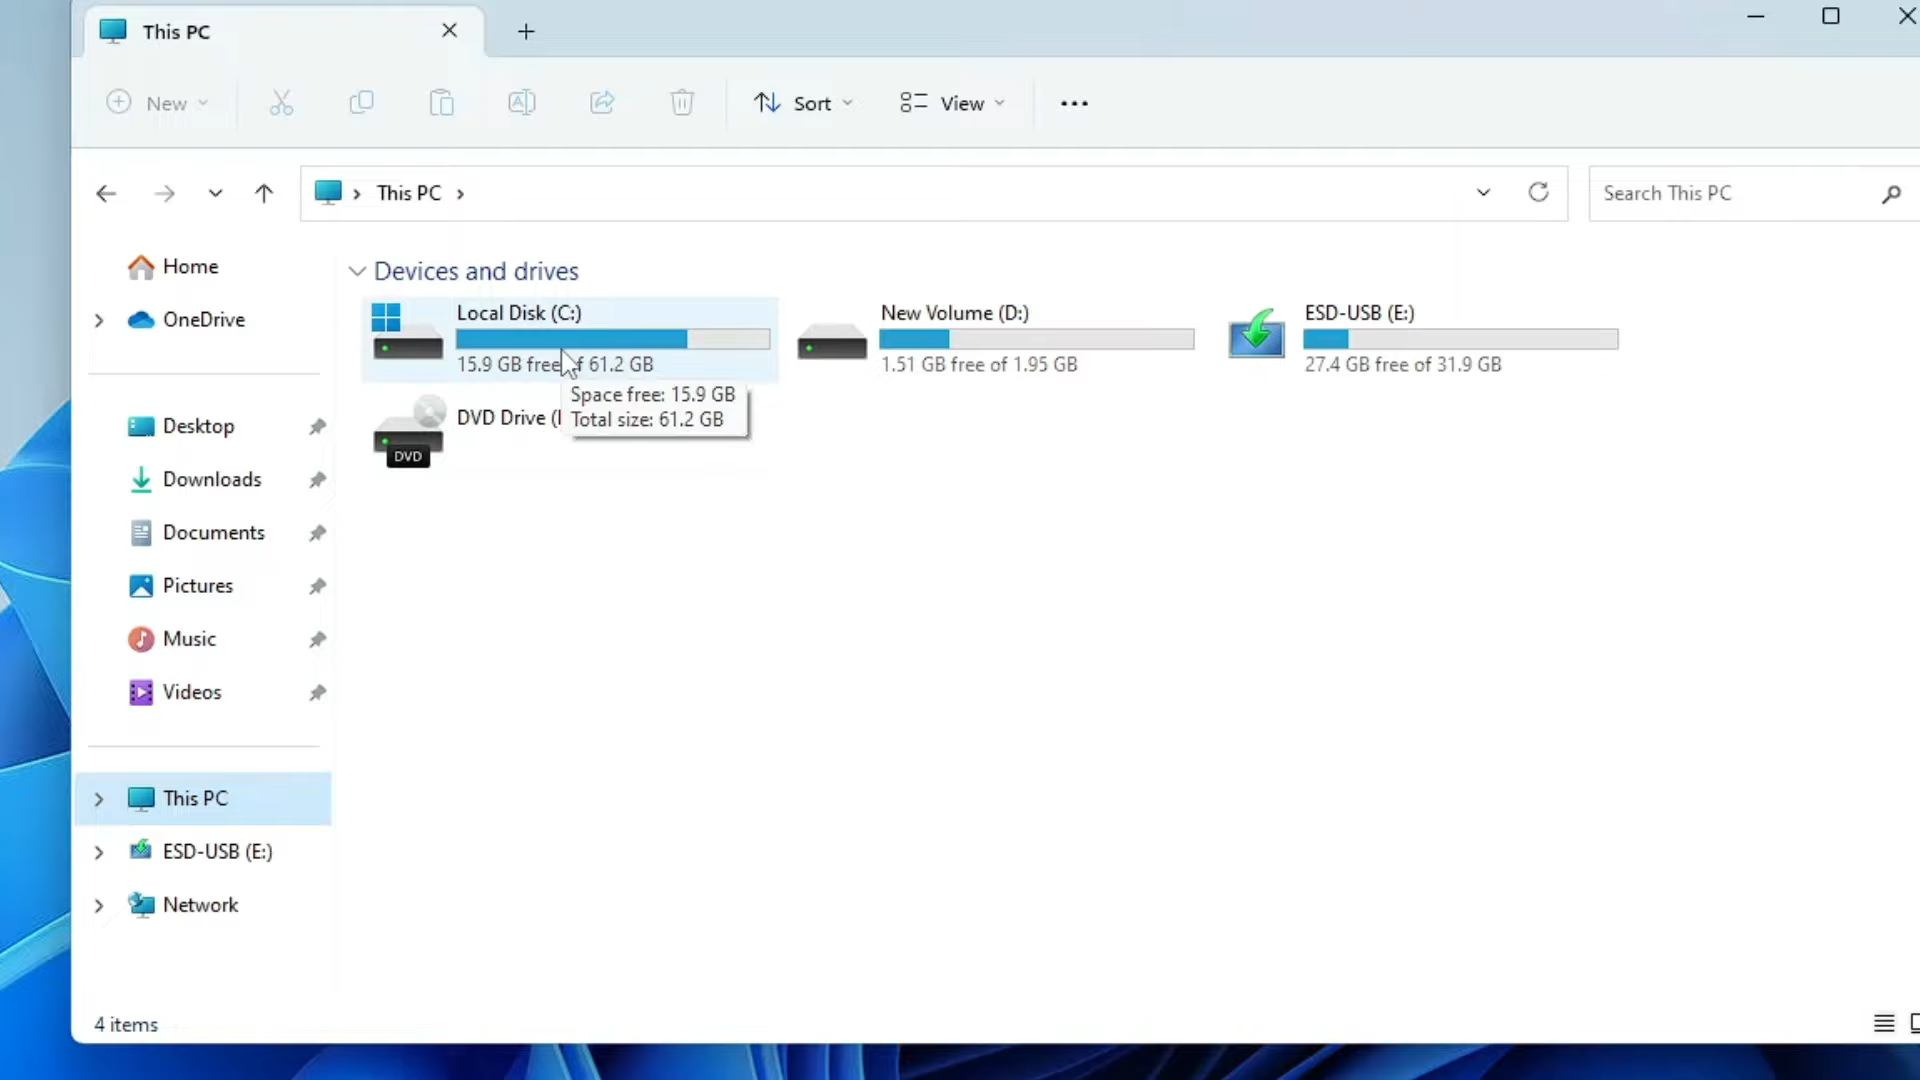 This PC
New
Sort
View
This PC
Search This PC
Home
OneDrive
Desktop
Downloads
Documents
Pictures
Music
Videos
This PC
ESD-USB (E:)
Network
Devices and drives
Local Disk (C:)
15.9 GB free of 61.2 GB
New Volume (D:)
1.51 GB free of 1.95 GB
ESD-USB (E:)
27.4 GB free of 31.9 GB
DVD Drive (
DVD
Space free: 15.9 GB
Total size: 61.2 GB
4 items